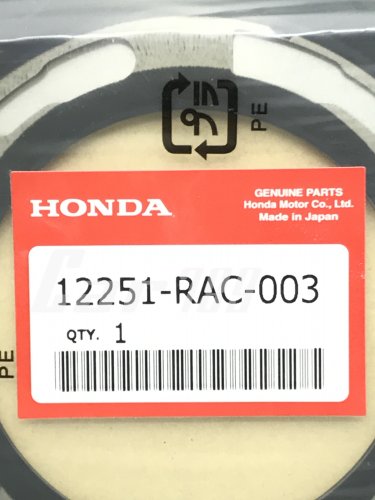 プラ
PE
HONDA
GENUINE PARTS
Honda Motor Co., Ltd.
Made in Japan
12251-RAC-003
QTY. 1
PE